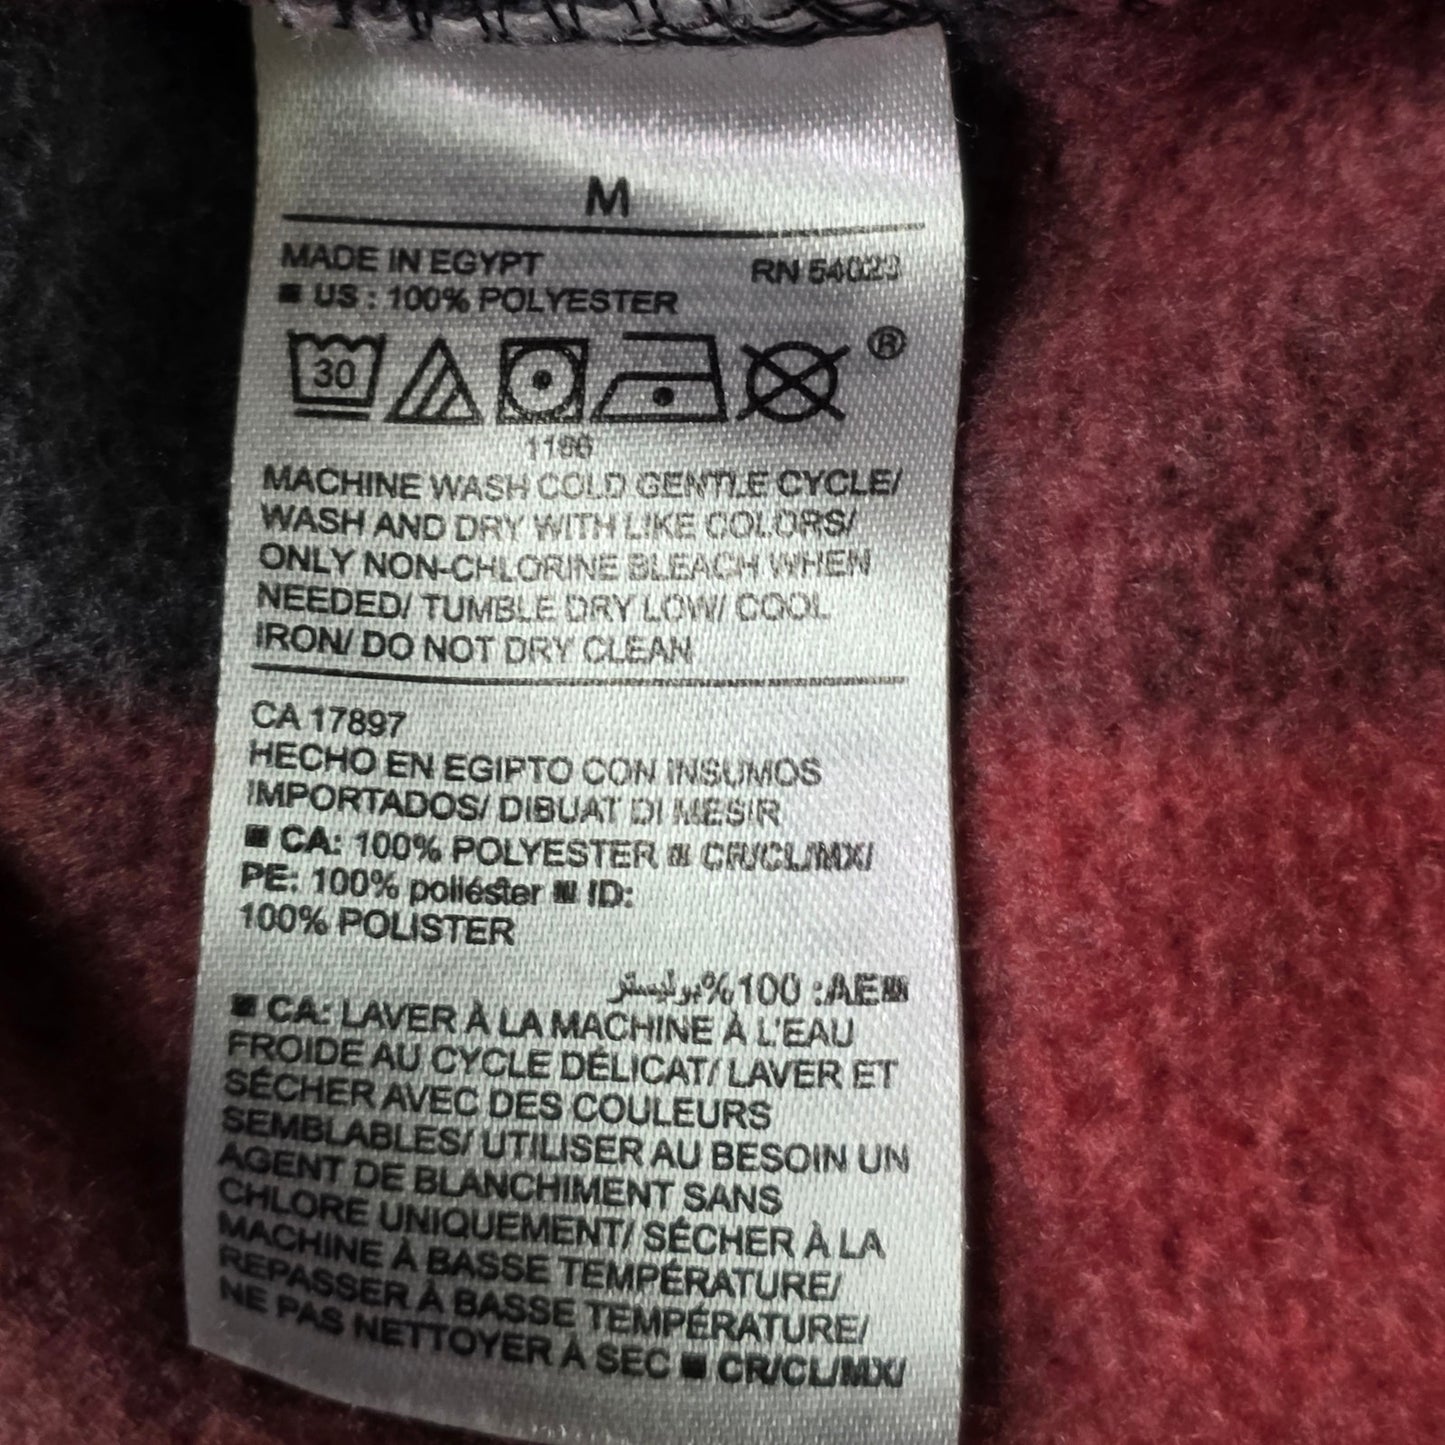 M
MADE IN EGYPT RN 54023
■ US : 100% POLYESTER
30
®
MACHINE WASH COLD GENTLE CYCLE/
WASH AND DRY WITH LIKE COLORS/
ONLY NON-CHLORINE BLEACH WHEN
NEEDED/ TUMBLE DRY LOW/ COOL
IRON/ DO NOT DRY CLEAN
CA 17897
HECHO EN EGIPTO CON INSUMOS
IMPORTADOS/ DIBUAT DI MESIR
■ CA: 100% POLYESTER ■ CR/CL/MX/
PE: 100% poliéster ■ ID:
100% POLISTER
■AE: 100% بوليستر
■ CA: LAVER À LA MACHINE À L'EAU
FROIDE AU CYCLE DÉLICAT/ LAVER ET
SÉCHER AVEC DES COULEURS
SEMBLABLES/ UTILISER AU BESOIN UN
AGENT DE BLANCHIMENT SANS
CHLORE UNIQUEMENT/ SÉCHER À LA
MACHINE À BASSE TEMPÉRATURE/
REPASSER À BASSE TEMPÉRATURE/
NE PAS NETTOYER À SEC ■ CR/CL/MX/